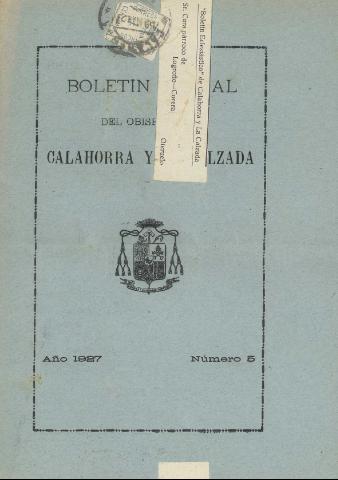 "Boletín Eclesiástico" de Calahorra y La Calzada
Sr. Cura párroco de
Logroño—Corera
BOLETIN AL
DEL OBISP
CALAHORRA Y LZADA
Año 1927 Número 5